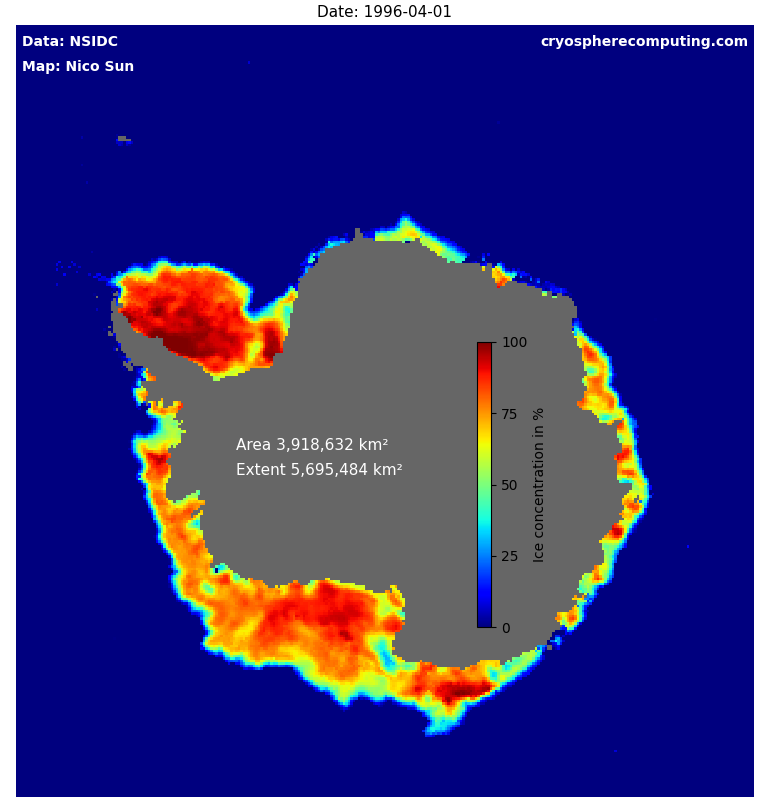 Date: 1996-04-01
Data: NSIDC
cryospherecomputing.com
Map: Nico Sun
100
75
50
25
0
Ice concentration in %
Area 3,918,632 km²
Extent 5,695,484 km²